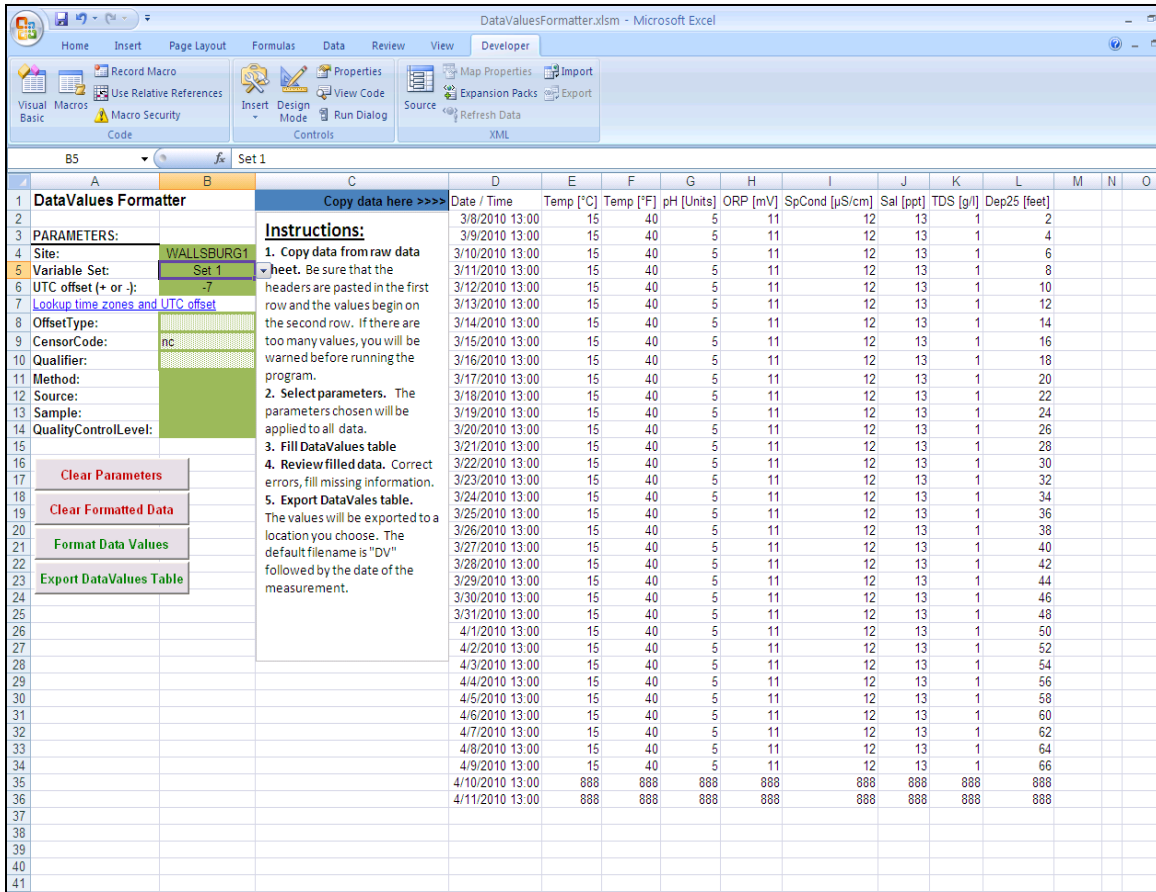 DataValuesFormatter.xlsm - Microsoft Excel
Home Insert Page Layout Formulas Data Review View Developer
Visual Basic
Macros
Record Macro
Use Relative References
Macro Security
Code
Insert
Design Mode
Properties
View Code
Run Dialog
Controls
Source
Map Properties
Expansion Packs
Refresh Data
Import
Export
XML
B5 fx Set 1
A B C D E F G H I J K L M N O
1 DataValues Formatter Copy data here >>>> Date / Time Temp [°C] Temp [°F] pH [Units] ORP [mV] SpCond [µS/cm] Sal [ppt] TDS [g/l] Dep25 [feet]
2 3/8/2010 13:00 15 40 5 11 12 13 1 2
3 PARAMETERS: 3/9/2010 13:00 15 40 5 11 12 13 1 4
4 Site: WALLSBURG1 3/10/2010 13:00 15 40 5 11 12 13 1 6
5 Variable Set: Set 1 3/11/2010 13:00 15 40 5 11 12 13 1 8
6 UTC offset (+ or -): -7 3/12/2010 13:00 15 40 5 11 12 13 1 10
7 Lookup time zones and UTC offset 3/13/2010 13:00 15 40 5 11 12 13 1 12
8 OffsetType: 3/14/2010 13:00 15 40 5 11 12 13 1 14
9 CensorCode: nc 3/15/2010 13:00 15 40 5 11 12 13 1 16
10 Qualifier: 3/16/2010 13:00 15 40 5 11 12 13 1 18
11 Method: 3/17/2010 13:00 15 40 5 11 12 13 1 20
12 Source: 3/18/2010 13:00 15 40 5 11 12 13 1 22
13 Sample: 3/19/2010 13:00 15 40 5 11 12 13 1 24
14 QualityControlLevel: 3/20/2010 13:00 15 40 5 11 12 13 1 26
15 3/21/2010 13:00 15 40 5 11 12 13 1 28
16 3/22/2010 13:00 15 40 5 11 12 13 1 30
17 3/23/2010 13:00 15 40 5 11 12 13 1 32
18 3/24/2010 13:00 15 40 5 11 12 13 1 34
19 3/25/2010 13:00 15 40 5 11 12 13 1 36
20 3/26/2010 13:00 15 40 5 11 12 13 1 38
21 3/27/2010 13:00 15 40 5 11 12 13 1 40
22 3/28/2010 13:00 15 40 5 11 12 13 1 42
23 3/29/2010 13:00 15 40 5 11 12 13 1 44
24 3/30/2010 13:00 15 40 5 11 12 13 1 46
25 3/31/2010 13:00 15 40 5 11 12 13 1 48
26 4/1/2010 13:00 15 40 5 11 12 13 1 50
27 4/2/2010 13:00 15 40 5 11 12 13 1 52
28 4/3/2010 13:00 15 40 5 11 12 13 1 54
29 4/4/2010 13:00 15 40 5 11 12 13 1 56
30 4/5/2010 13:00 15 40 5 11 12 13 1 58
31 4/6/2010 13:00 15 40 5 11 12 13 1 60
32 4/7/2010 13:00 15 40 5 11 12 13 1 62
33 4/8/2010 13:00 15 40 5 11 12 13 1 64
34 4/9/2010 13:00 15 40 5 11 12 13 1 66
35 4/10/2010 13:00 888 888 888 888 888 888 888 888
36 4/11/2010 13:00 888 888 888 888 888 888 888 888
37
38
39
40
41
Clear Parameters
Clear Formatted Data
Format Data Values
Export DataValues Table
Instructions:
1. Copy data from raw data
heet. Be sure that the
headers are pasted in the first
row and the values begin on
the second row. If there are
too many values, you will be
warned before running the
program.
2. Select parameters. The
parameters chosen will be
applied to all data.
3. Fill DataValues table
4. Review filled data. Correct
errors, fill missing information.
5. Export DataVales table.
The values will be exported to a
location you choose. The
default filename is "DV"
followed by the date of the
measurement.